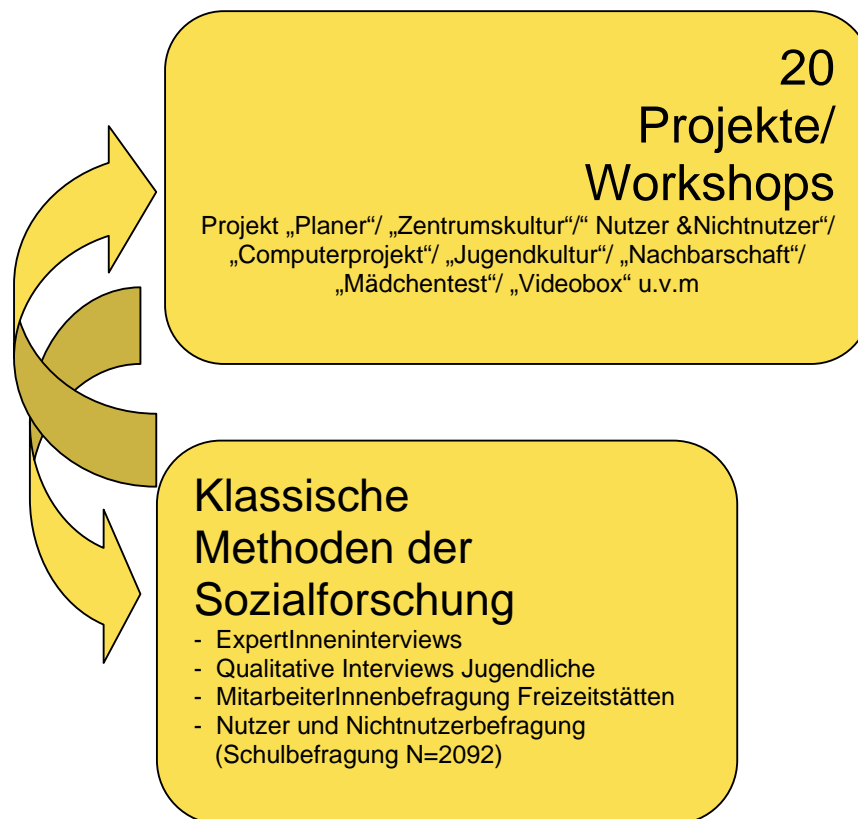 20
Projekte/
Workshops
Projekt „Planer“/ „Zentrumskultur“/“ Nutzer &Nichtnutzer“/
„Computerprojekt“/ „Jugendkultur“/ „Nachbarschaft“/
„Mädchentest“/ „Videobox“ u.v.m
Klassische
Methoden der
Sozialforschung
- ExpertInneninterviews
- Qualitative Interviews Jugendliche
- MitarbeiterInnenbefragung Freizeitstätten
- Nutzer und Nichtnutzerbefragung
(Schulbefragung N=2092)